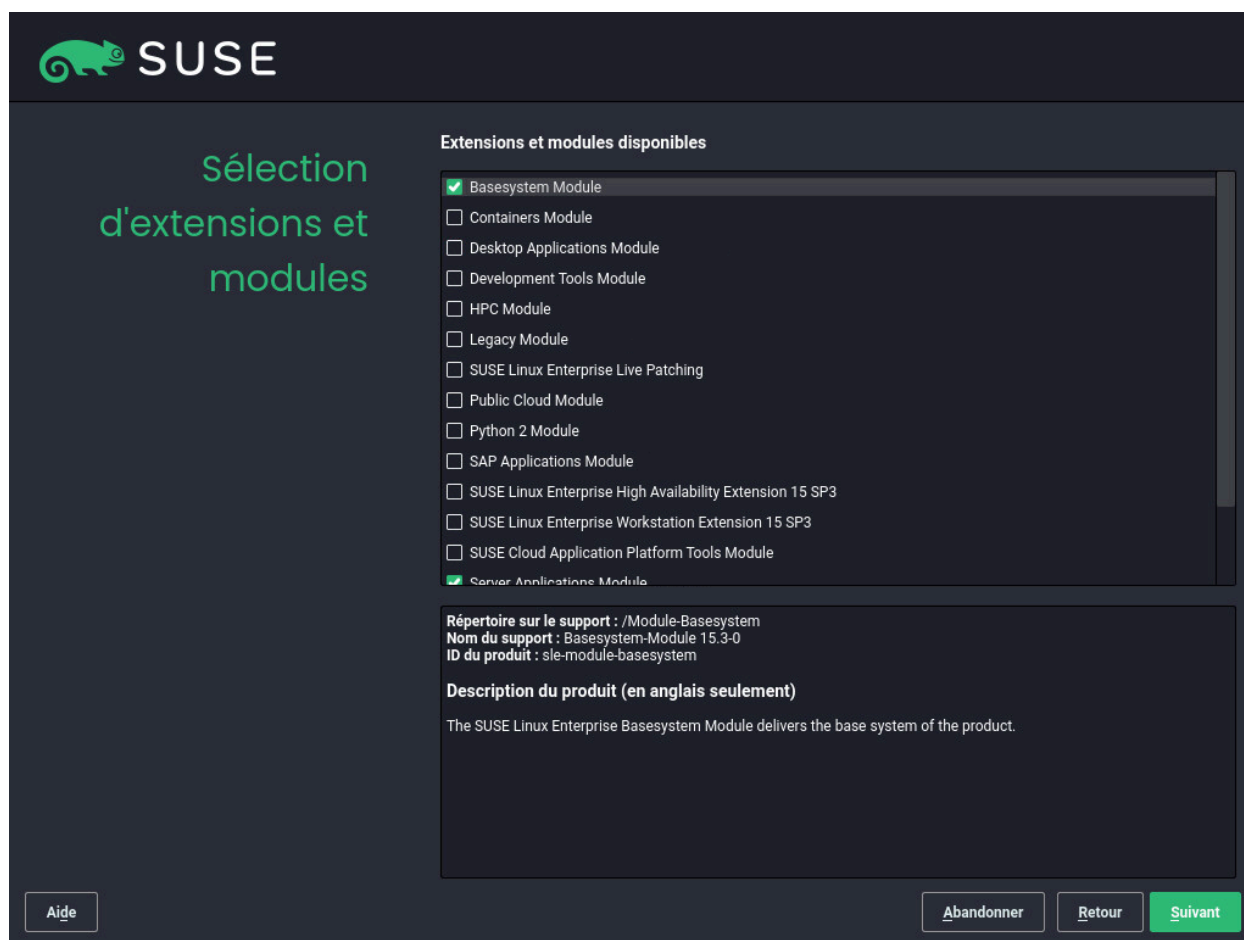 SUSE
Sélection
d'extensions et
modules
Extensions et modules disponibles
Basesystem Module
Containers Module
Desktop Applications Module
Development Tools Module
HPC Module
Legacy Module
SUSE Linux Enterprise Live Patching
Public Cloud Module
Python 2 Module
SAP Applications Module
SUSE Linux Enterprise High Availability Extension 15 SP3
SUSE Linux Enterprise Workstation Extension 15 SP3
SUSE Cloud Application Platform Tools Module
Server Applications Module
Répertoire sur le support : /Module-Basesystem
Nom du support : Basesystem-Module 15.3-0
ID du produit : sle-module-basesystem
Description du produit (en anglais seulement)
The SUSE Linux Enterprise Basesystem Module delivers the base system of the product.
Aide
Abandonner
Retour
Suivant